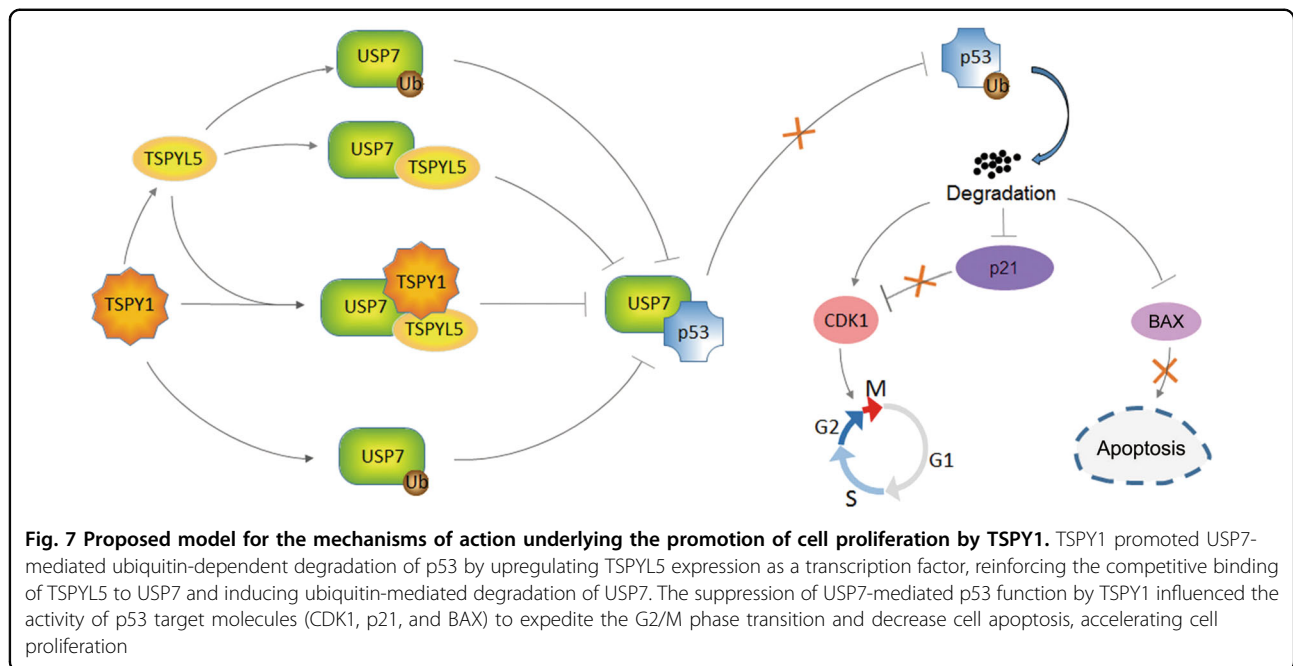 USP7
Ub
TSPYL5
USP7
TSPYL5
TSPY1
TSPY1
USP7
TSPYL5
USP7
Ub
USP7
p53
p53
Ub
Degradation
p21
CDK1
BAX
M
G2
G1
S
Apoptosis
Fig. 7 Proposed model for the mechanisms of action underlying the promotion of cell proliferation by TSPY1. TSPY1 promoted USP7-
mediated ubiquitin-dependent degradation of p53 by upregulating TSPYL5 expression as a transcription factor, reinforcing the competitive binding
of TSPYL5 to USP7 and inducing ubiquitin-mediated degradation of USP7. The suppression of USP7-mediated p53 function by TSPY1 influenced the
activity of p53 target molecules (CDK1, p21, and BAX) to expedite the G2/M phase transition and decrease cell apoptosis, accelerating cell
proliferation